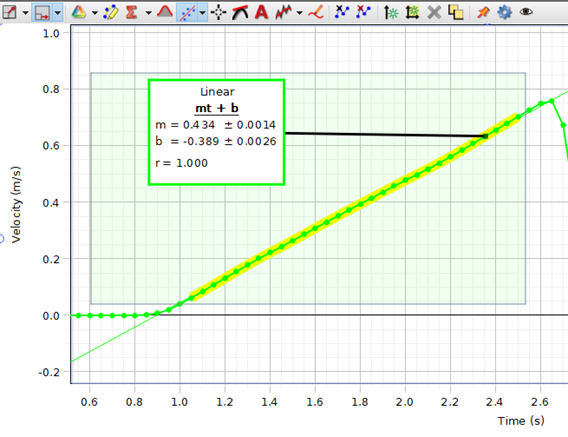 1.0
0.8
0.6
0.4
0.2
0.0
-0.2
Velocity (m/s)
Linear
mt + b
m = 0.434 ± 0.0014
b = -0.389 ± 0.0026
r = 1.000
0.6 0.8 1.0 1.2 1.4 1.6 1.8 2.0 2.2 2.4 2.6
Time (s)